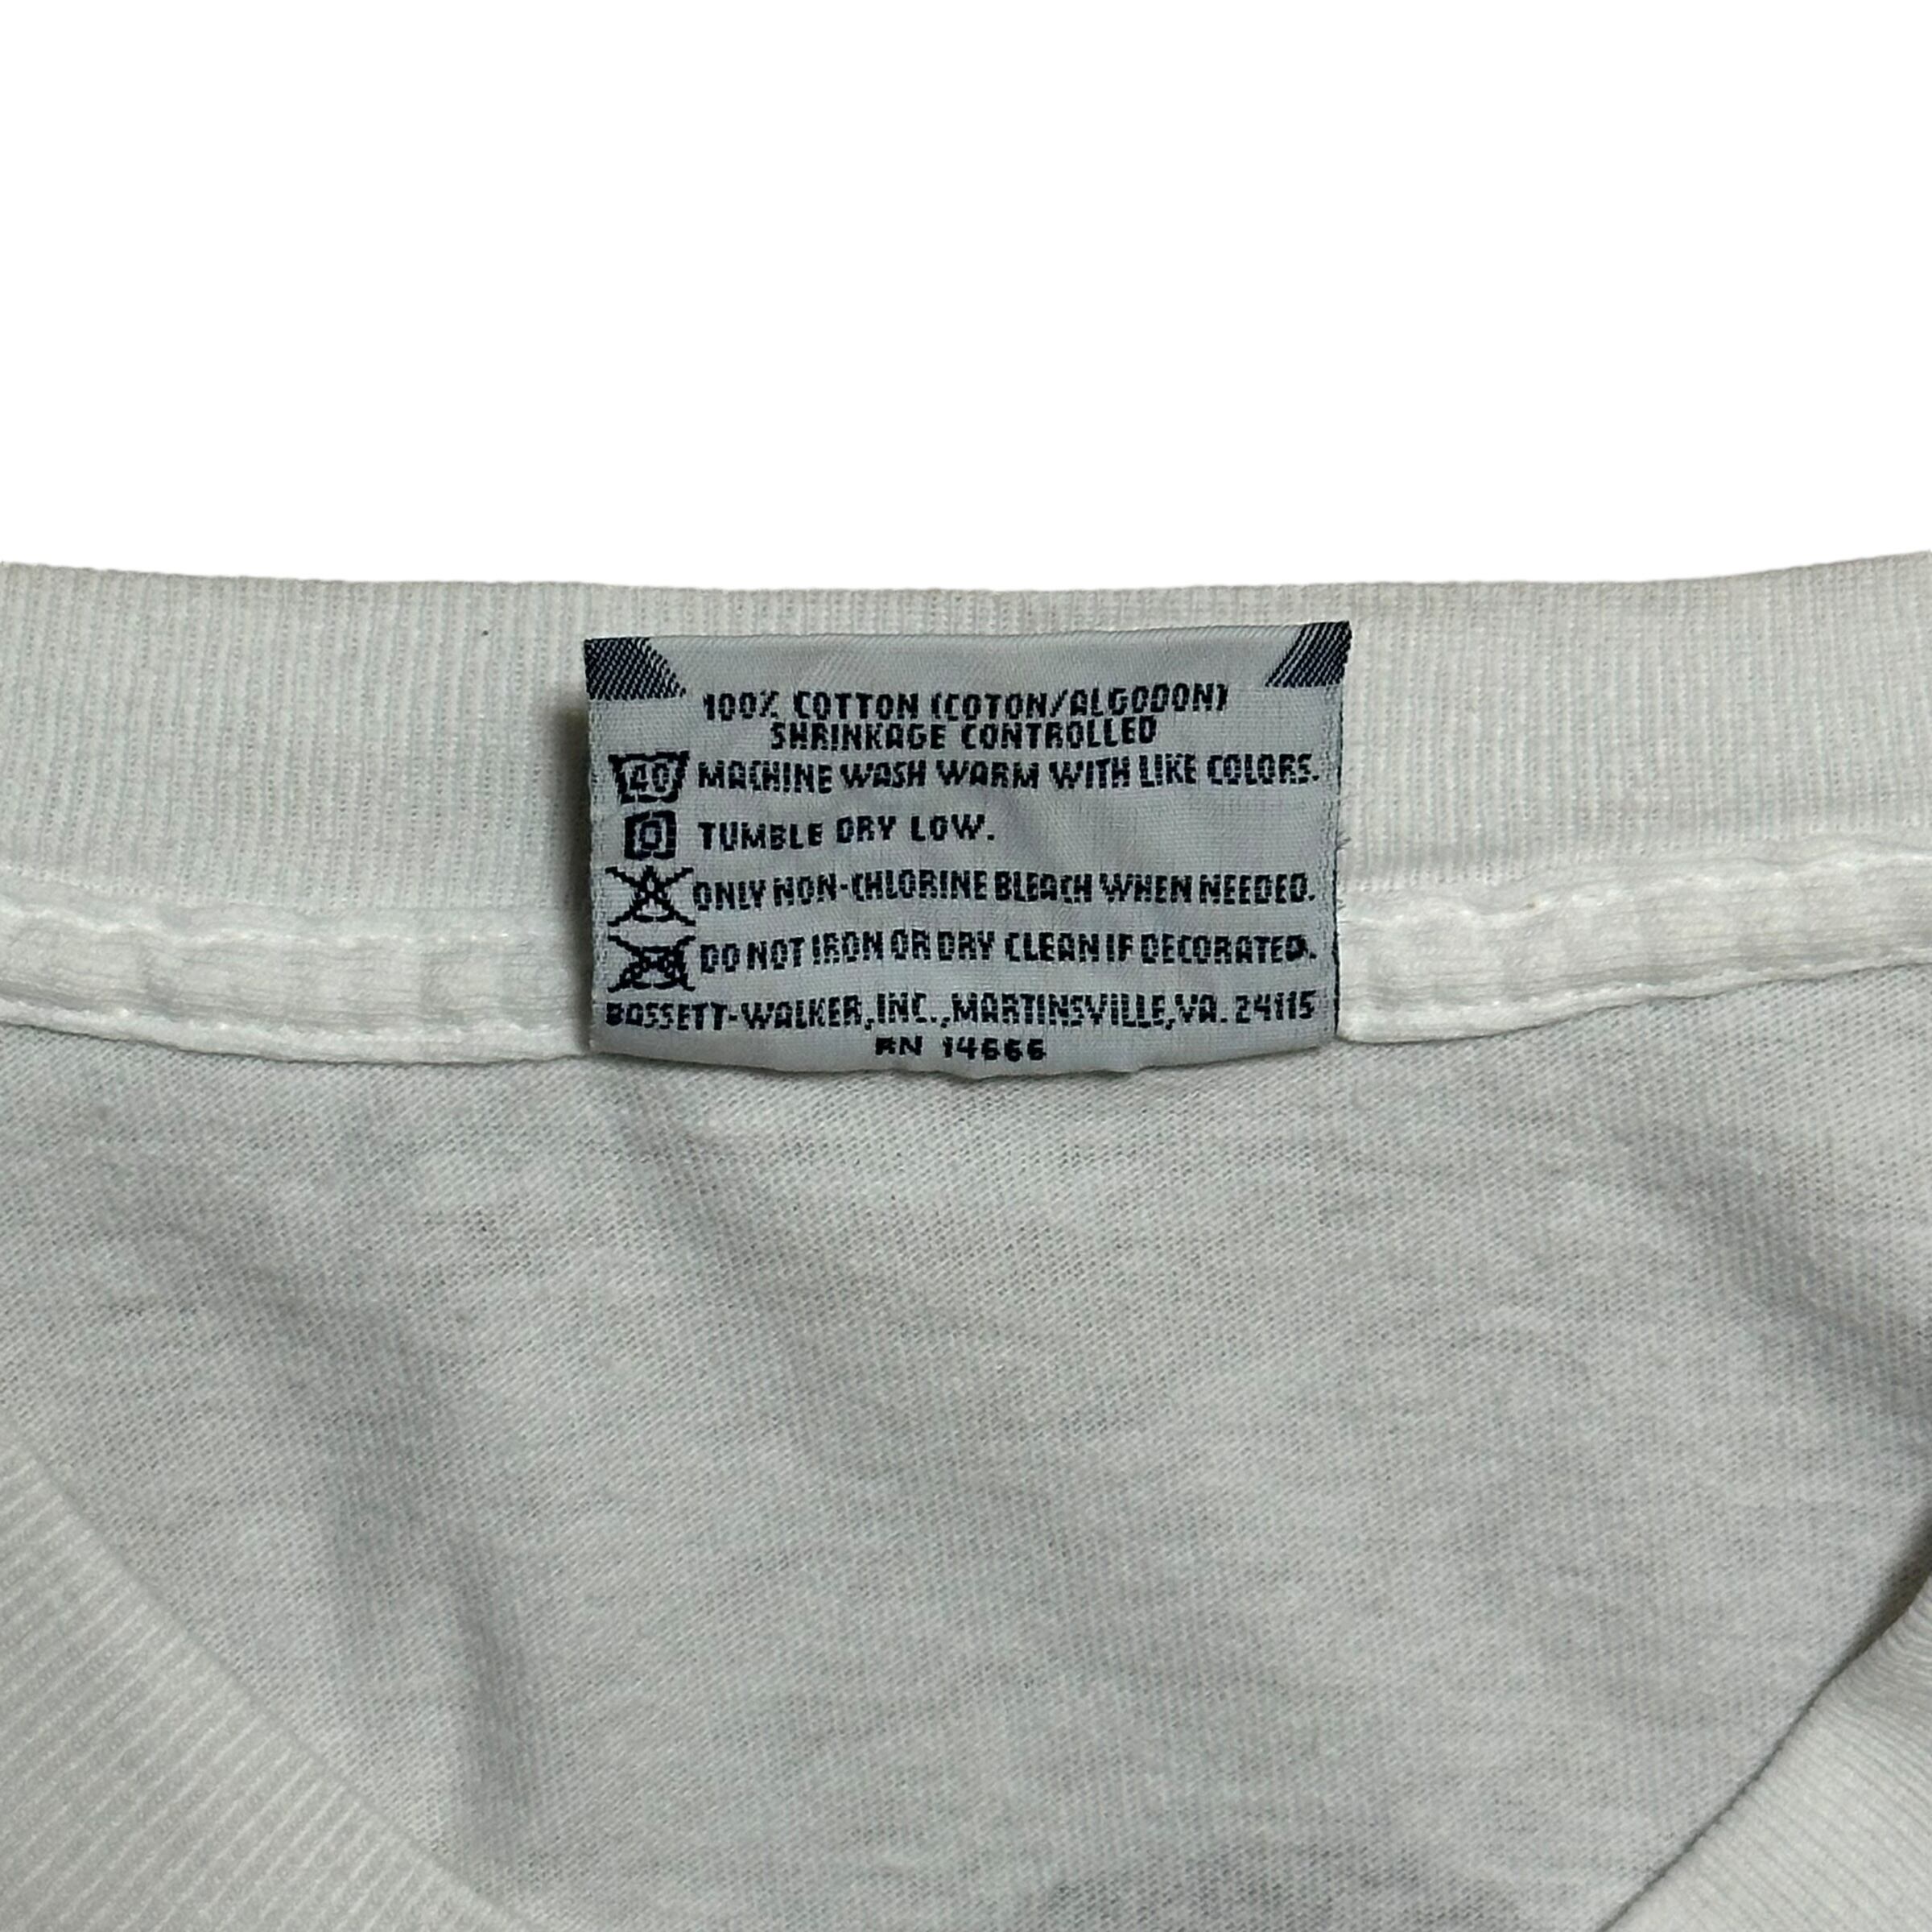 100% COTTON (COTON/ALGODON)
SHRINKAGE CONTROLLED
40 MACHINE WASH WARM WITH LIKE COLORS.
TUMBLE DRY LOW.
ONLY NON-CHLORINE BLEACH WHEN NEEDED.
DO NOT IRON OR DRY CLEAN IF DECORATED.
BASSETT-WALKER, INC., MARTINSVILLE, VA. 24115
RN 14666